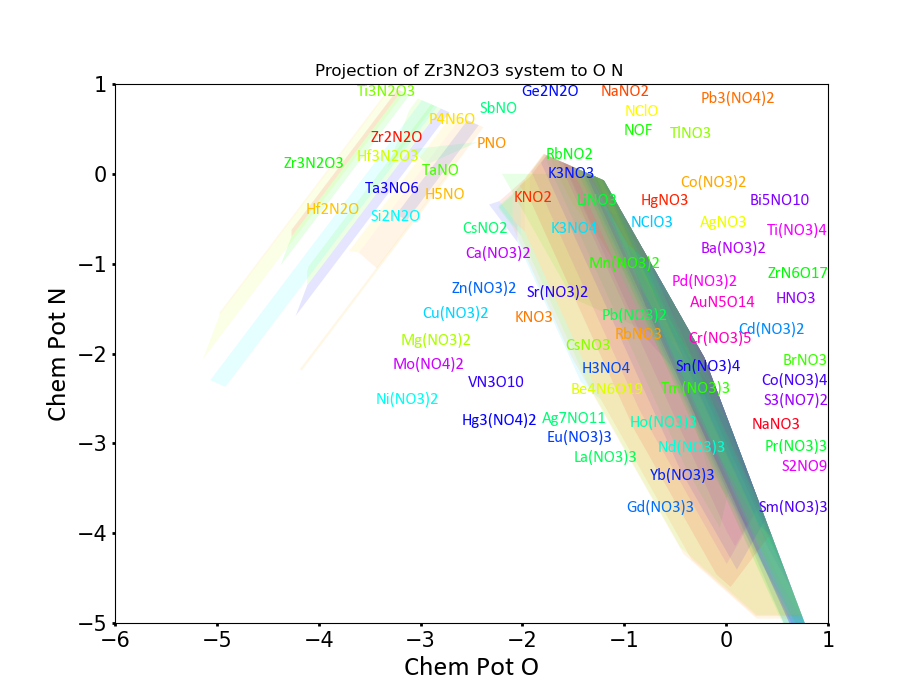 Projection of Zr3N2O3 system to O N
Ti3N2O3 Ge2N2O NaNO2 Pb3(NO4)2
SbNO NClO
P4N6O NOF TlNO3
Zr2N2O PNO
Zr3N2O3 Hf3N2O3 RbNO2
TaNO K3NO3 Co(NO3)2
Ta3NO6 H5NO KNO2 LiNO3 HgNO3 Bi5NO10
Hf2N2O Si2N2O NClO3 AgNO3
CsNO2 K3NO4 Ti(NO3)4
Ca(NO3)2 Ba(NO3)2
Mn(NO3)2 ZrN6O17
Zn(NO3)2 Sr(NO3)2 Pd(NO3)2 HNO3
Cu(NO3)2 KNO3 Pb(NO3)2 AuN5O14
Mg(NO3)2 CsNO3 RbNO3 Cr(NO3)5 Cd(NO3)2
Mo(NO4)2 H3NO4 Sn(NO3)4 BrNO3
VN3O10 Be4N6O19 Tm(NO3)3 Co(NO3)4
Ni(NO3)2 S3(NO7)2
Hg3(NO4)2 Ag7NO11 Ho(NO3)3 NaNO3
Eu(NO3)3 Nd(NO3)3 Pr(NO3)3
La(NO3)3 S2NO9
Yb(NO3)3
Gd(NO3)3 Sm(NO3)3
1
0
−1
−2
−3
−4
−5
Chem Pot N
−6 −5 −4 −3 −2 −1 0 1
Chem Pot O